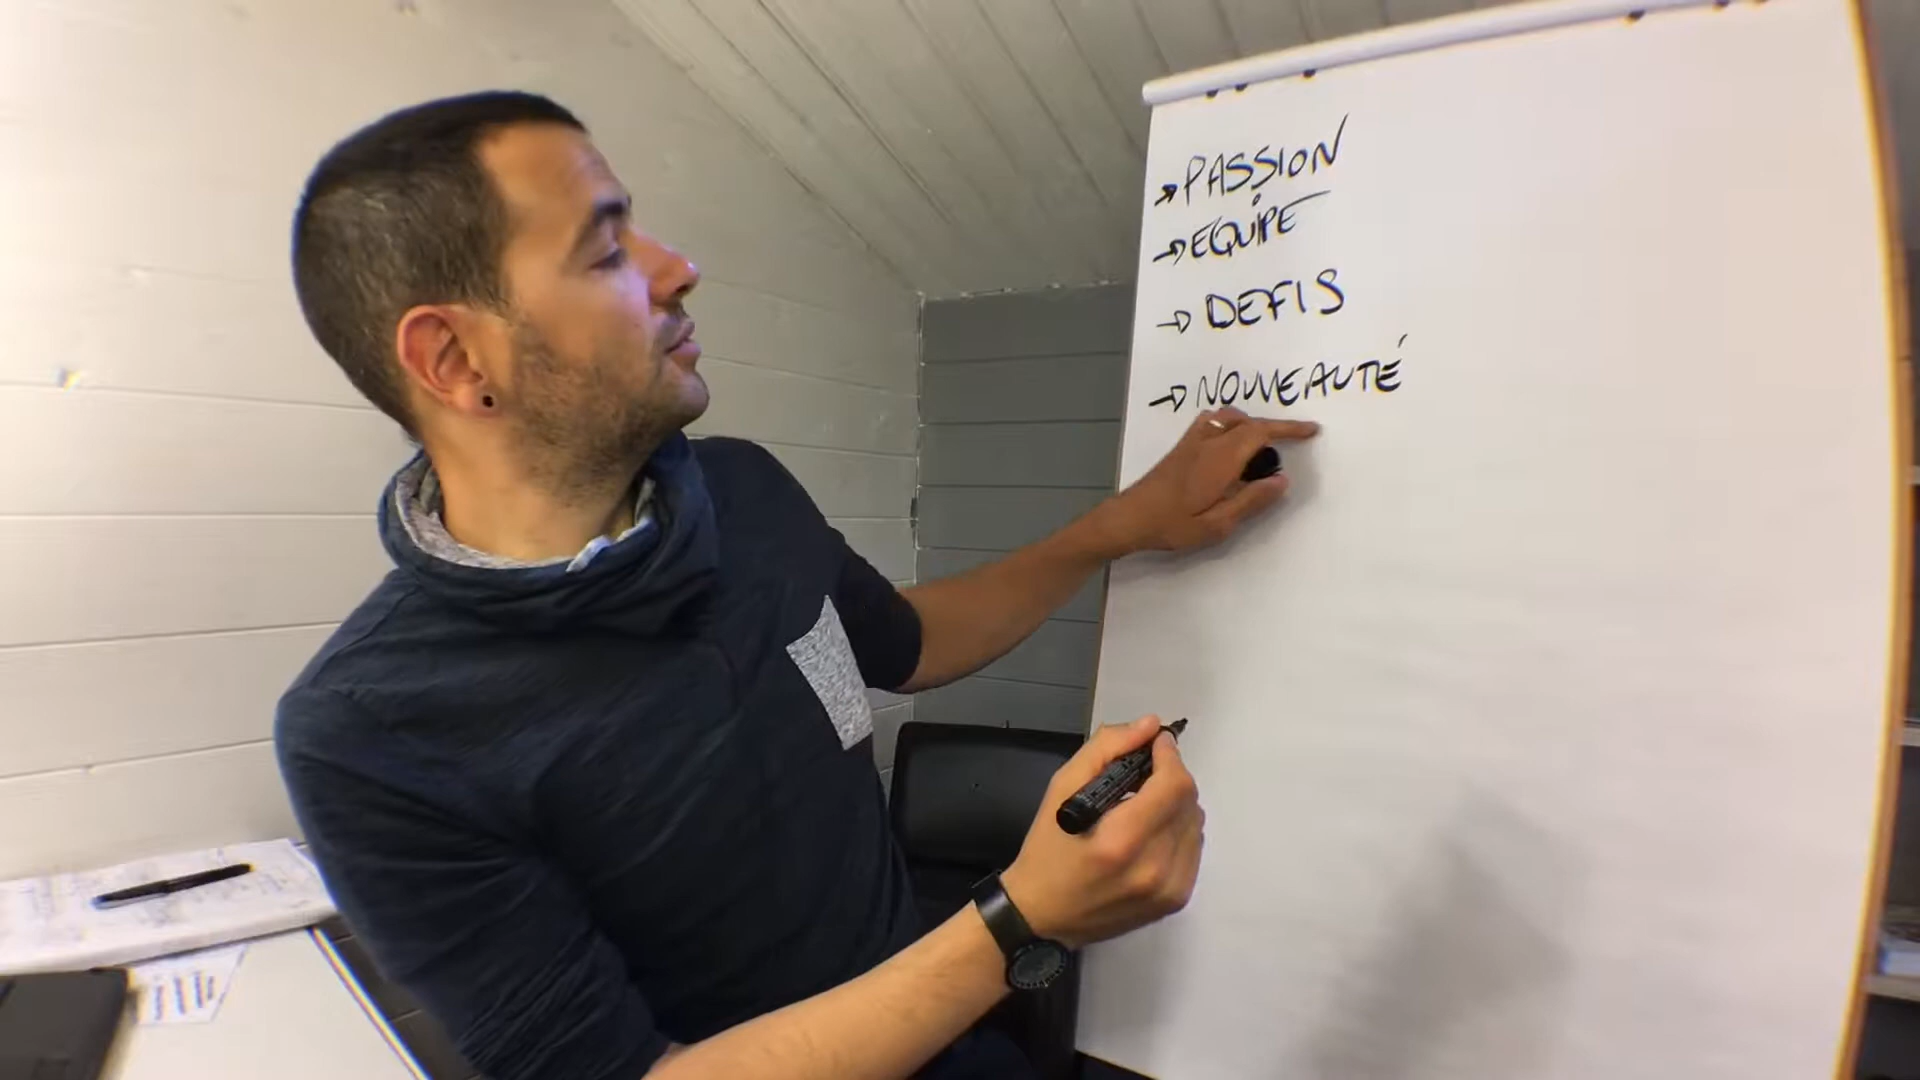 → PASSION
→ EQUIPE
→ DEFIS
→ NOUVEAUTÉ